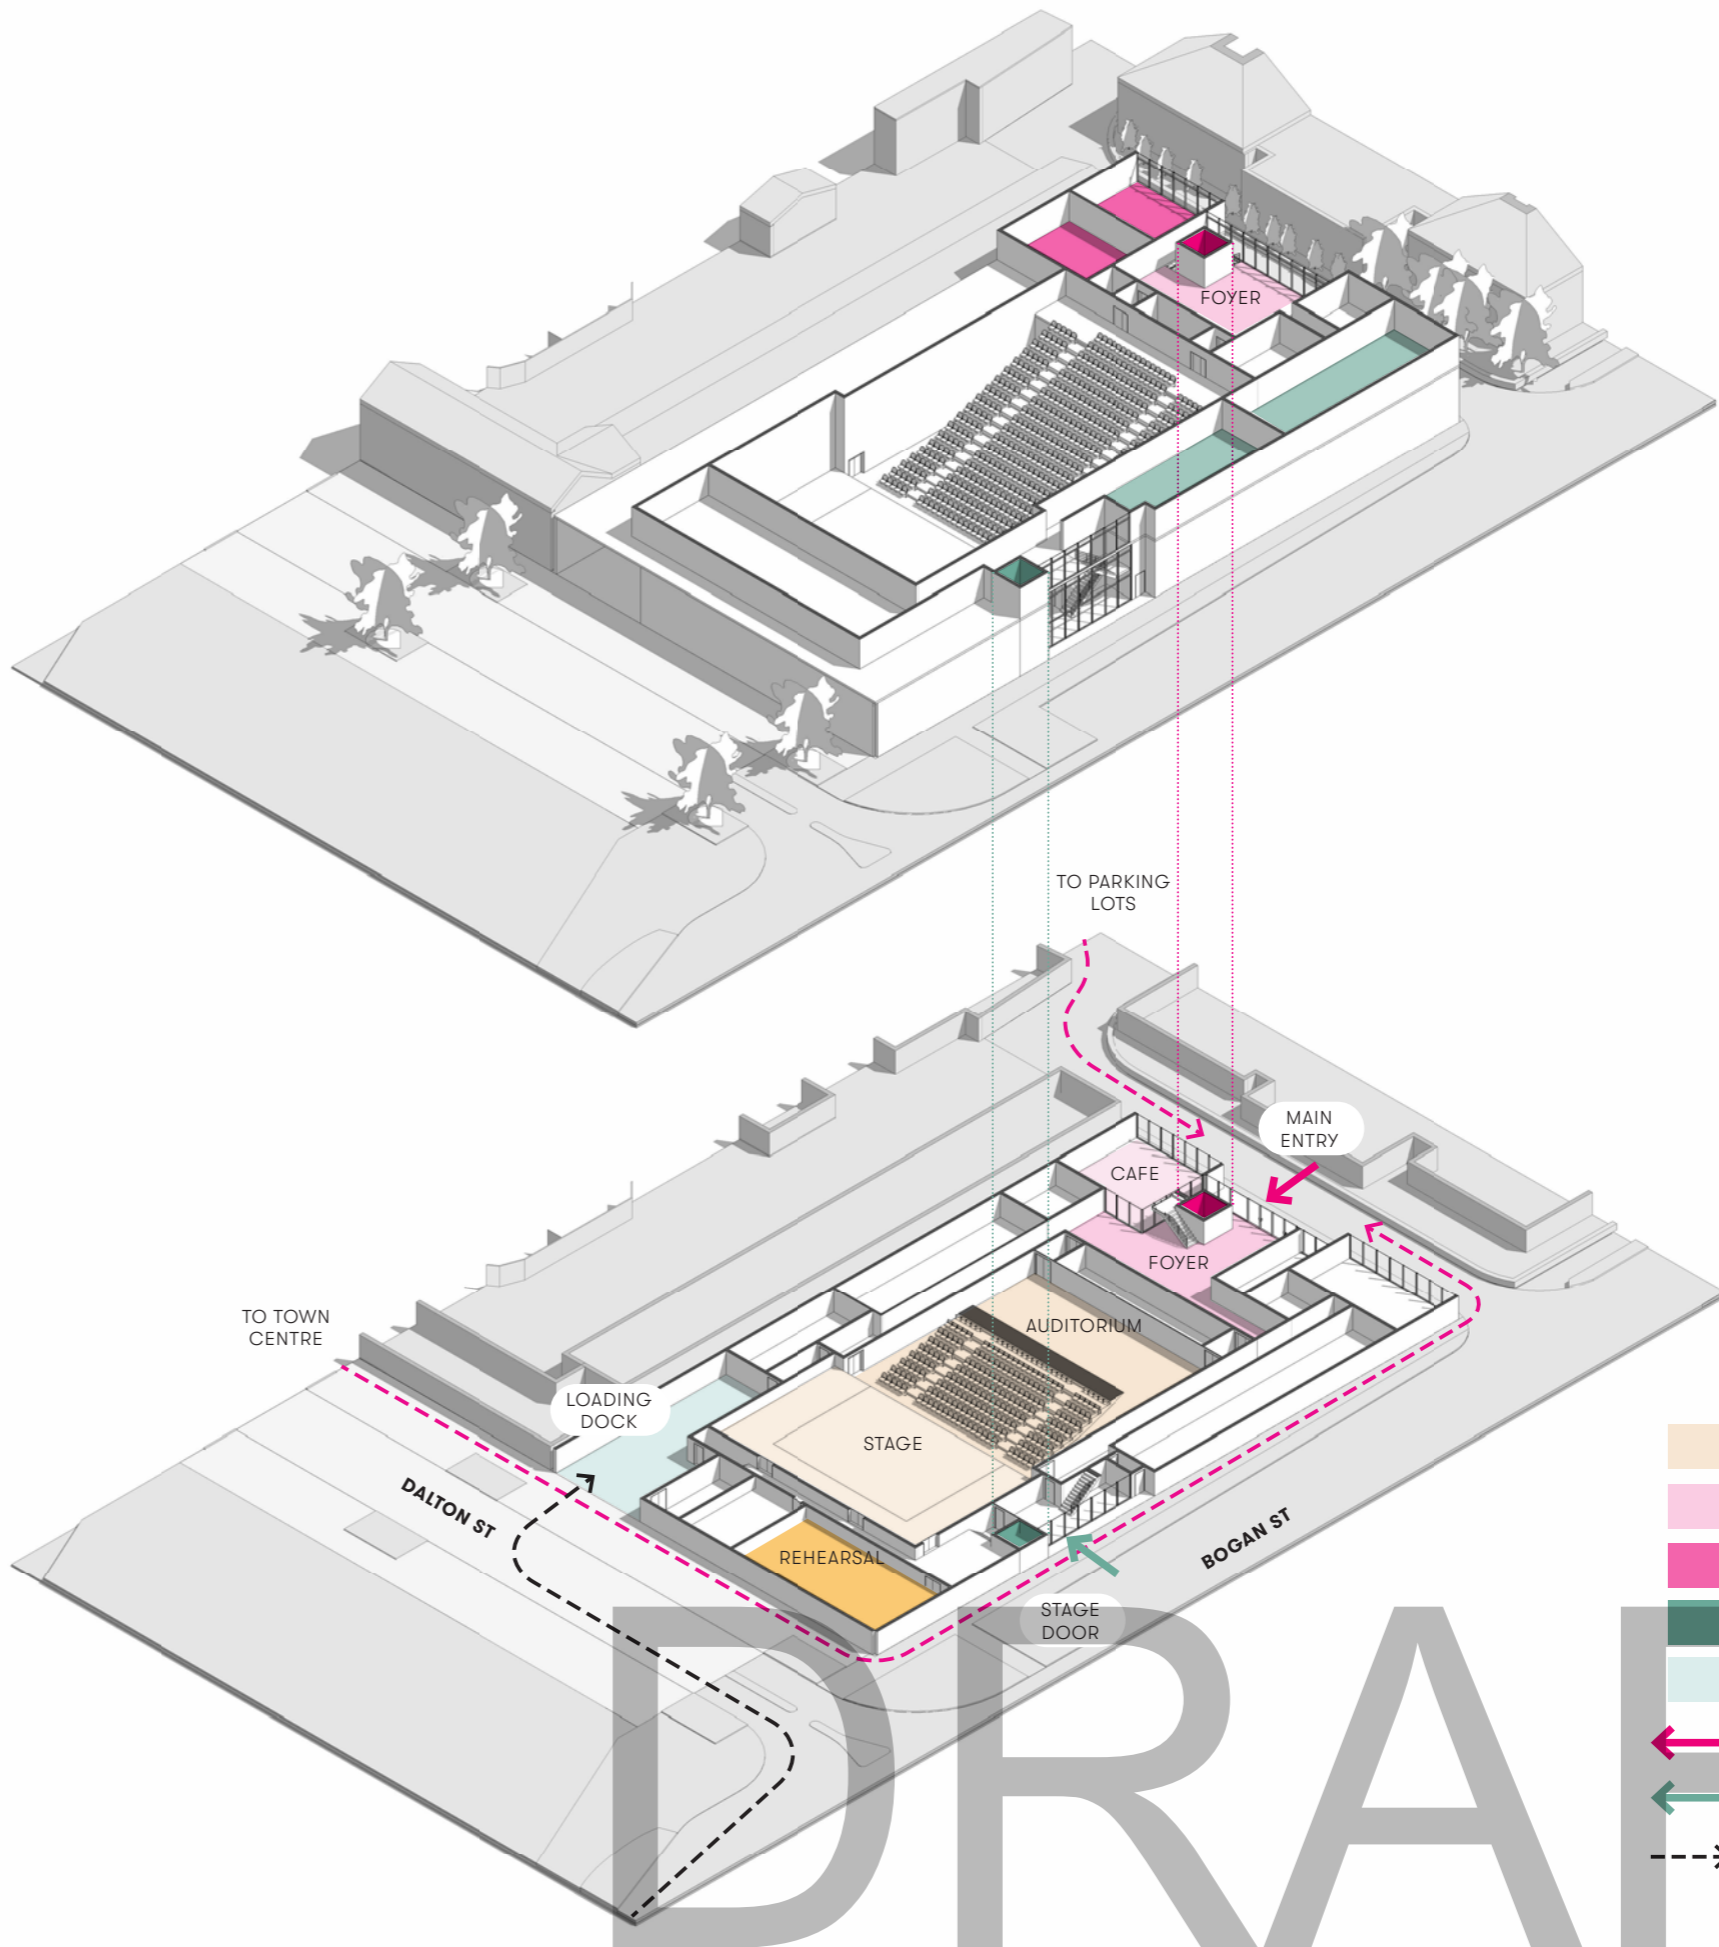 FOYER
TO PARKING
LOTS
MAIN
ENTRY
CAFE
FOYER
TO TOWN
CENTRE
AUDITORIUM
LOADING
DOCK
STAGE
DALTON ST
BOGAN ST
REHEARSAL
STAGE
DOOR
DRA